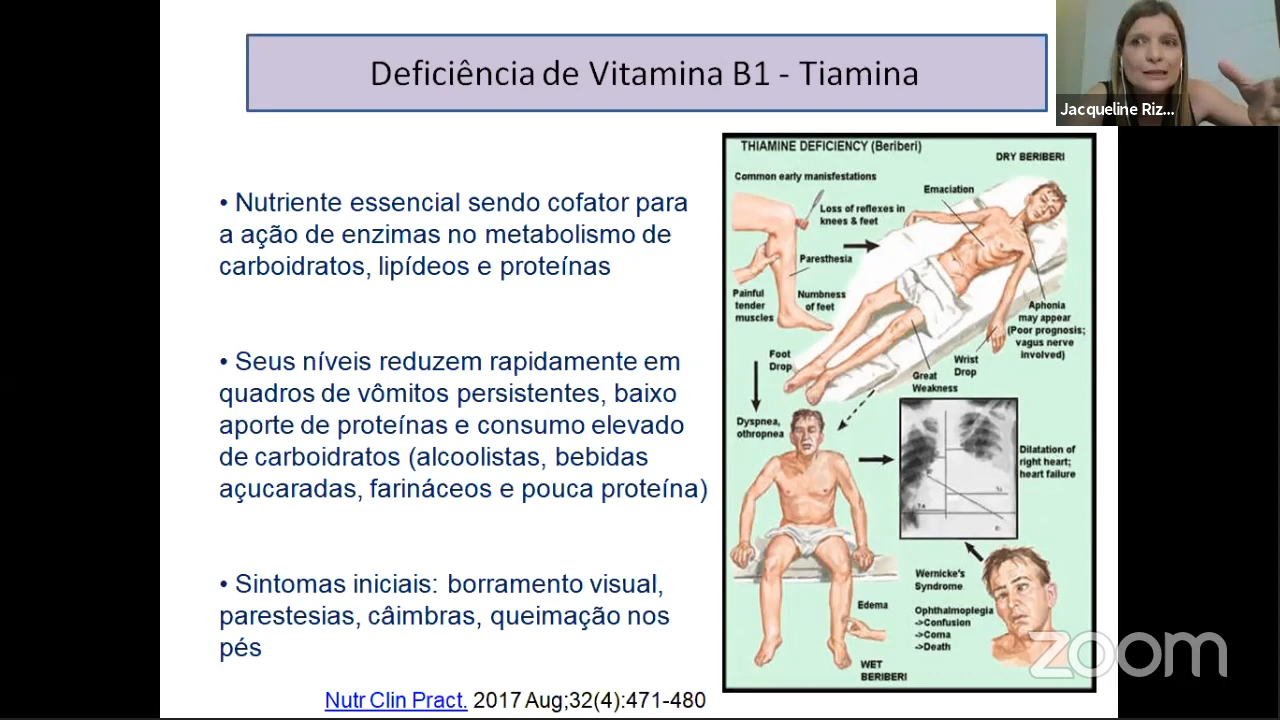 Deficiência de Vitamina B1 - Tiamina
Jacqueline Riz...
• Nutriente essencial sendo cofator para
a ação de enzimas no metabolismo de
carboidratos, lipídeos e proteínas
• Seus níveis reduzem rapidamente em
quadros de vômitos persistentes, baixo
aporte de proteínas e consumo elevado
de carboidratos (alcoolistas, bebidas
açucaradas, farináceos e pouca proteína)
• Sintomas iniciais: borramento visual,
parestesias, câimbras, queimação nos
pés
Nutr Clin Pract. 2017 Aug;32(4):471-480
THIAMINE DEFICIENCY (Beriberi)
DRY BERIBERI
Common early manisfestations
Emaciation
Loss of reflexes in
knees & feet
Paresthesia
Painful
tender
muscles
Numbness
of feet
Aphonia
may appear
(Poor prognosis;
vagus nerve
involved)
Foot
Drop
Wrist
Drop
Great
Weakness
Dyspnea,
othropnea
Dilatation of
right heart;
heart failure
Wernicke's
Syndrome
Ophthalmoplegia
->Confusion
->Coma
->Death
Edema
WET
BERIBERI
zoom